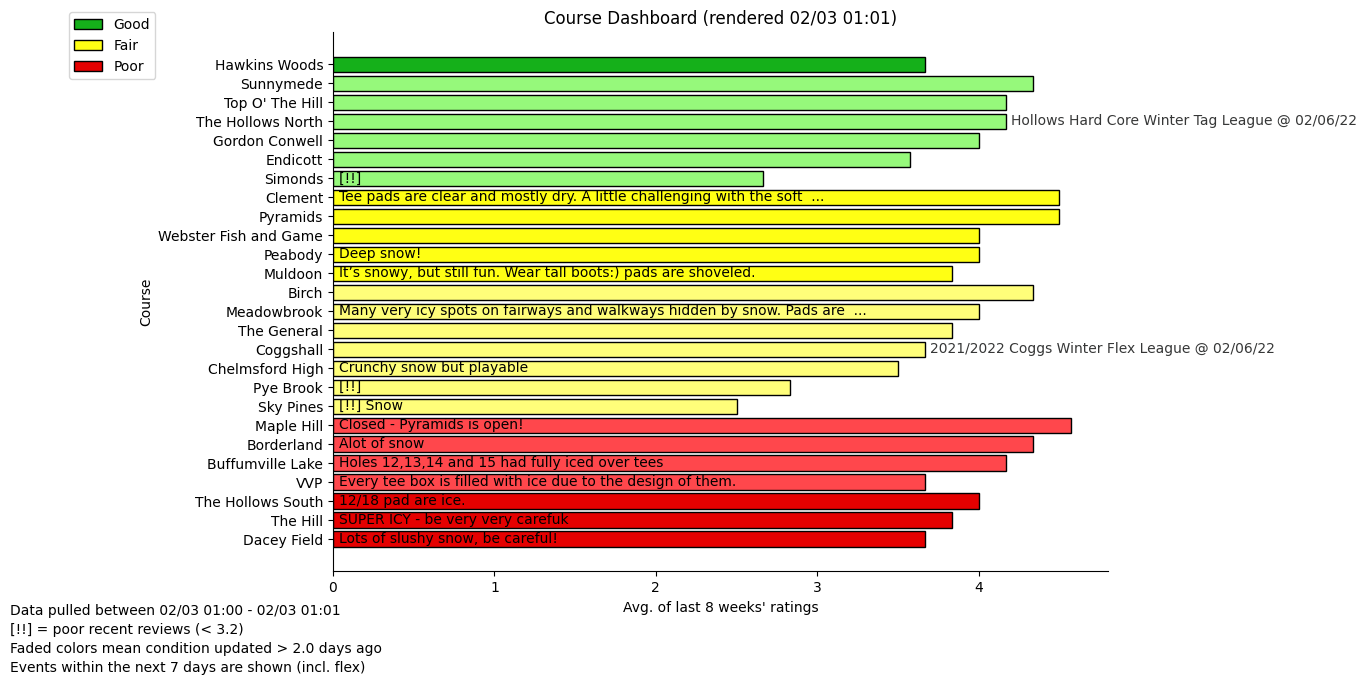 Good
Fair
Poor
Course Dashboard (rendered 02/03 01:01)
Course
Hawkins Woods
Sunnymede
Top O' The Hill
The Hollows North Hollows Hard Core Winter Tag League @ 02/06/22
Gordon Conwell
Endicott
Simonds [!!]
Clement Tee pads are clear and mostly dry. A little challenging with the soft ...
Pyramids
Webster Fish and Game
Peabody Deep snow!
Muldoon It's snowy, but still fun. Wear tall boots:) pads are shoveled.
Birch
Meadowbrook Many very icy spots on fairways and walkways hidden by snow. Pads are ...
The General
Coggshall 2021/2022 Coggs Winter Flex League @ 02/06/22
Chelmsford High Crunchy snow but playable
Pye Brook [!!]
Sky Pines [!!] Snow
Maple Hill Closed - Pyramids is open!
Borderland Alot of snow
Buffumville Lake Holes 12,13,14 and 15 had fully iced over tees
VVP Every tee box is filled with ice due to the design of them.
The Hollows South 12/18 pad are ice.
The Hill SUPER ICY - be very very carefuk
Dacey Field Lots of slushy snow, be careful!
0 1 2 3 4
Avg. of last 8 weeks' ratings
Data pulled between 02/03 01:00 - 02/03 01:01
[!!] = poor recent reviews (< 3.2)
Faded colors mean condition updated > 2.0 days ago
Events within the next 7 days are shown (incl. flex)